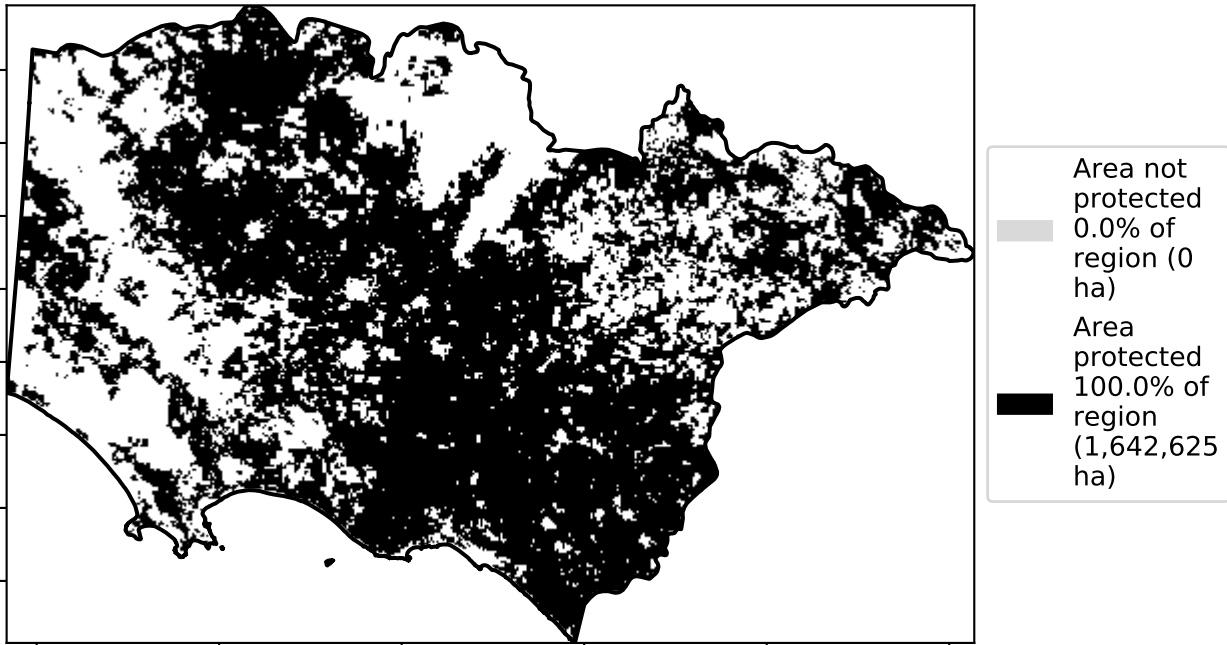 Area not
protected
0.0% of
region (0
ha)
Area
protected
100.0% of
region
(1,642,625
ha)